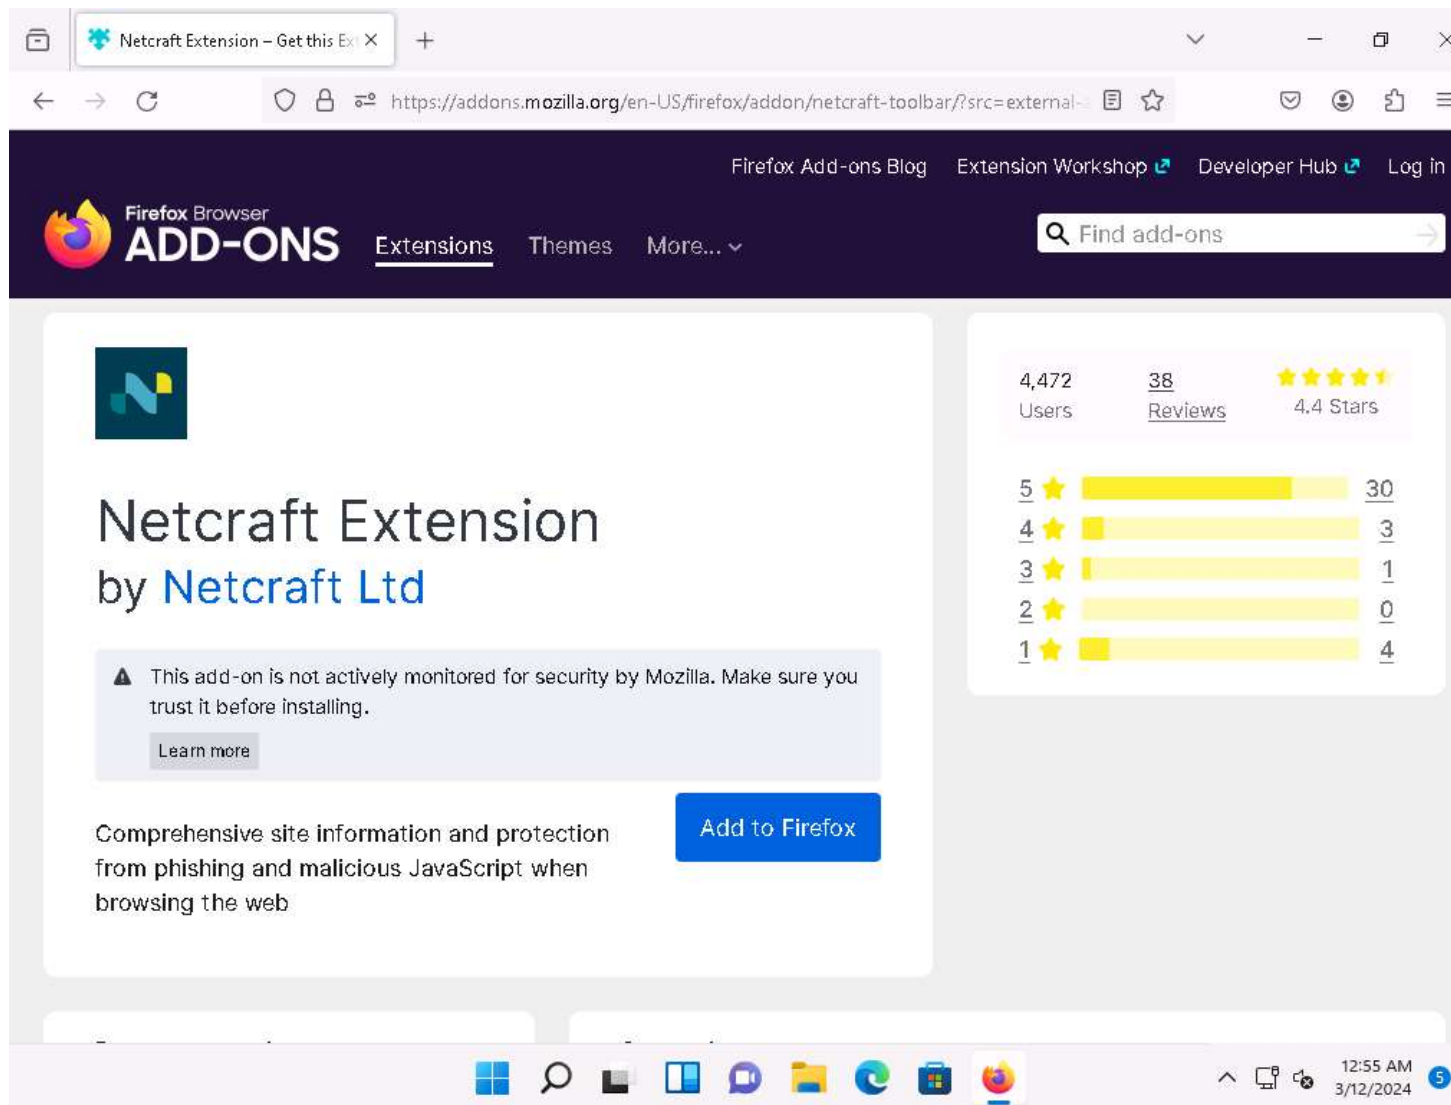 Netcraft Extension – Get this Ex
https://addons.mozilla.org/en-US/firefox/addon/netcraft-toolbar/?src=external-
Firefox Add-ons Blog Extension Workshop Developer Hub Log in
Firefox Browser
ADD-ONS
Extensions Themes More...
Find add-ons
Netcraft Extension
by Netcraft Ltd
This add-on is not actively monitored for security by Mozilla. Make sure you
trust it before installing.
Learn more
Comprehensive site information and protection
from phishing and malicious JavaScript when
browsing the web
Add to Firefox
4,472 38
Users Reviews 4.4 Stars
5 30
4 3
3 1
2 0
1 4
12:55 AM
3/12/2024
5